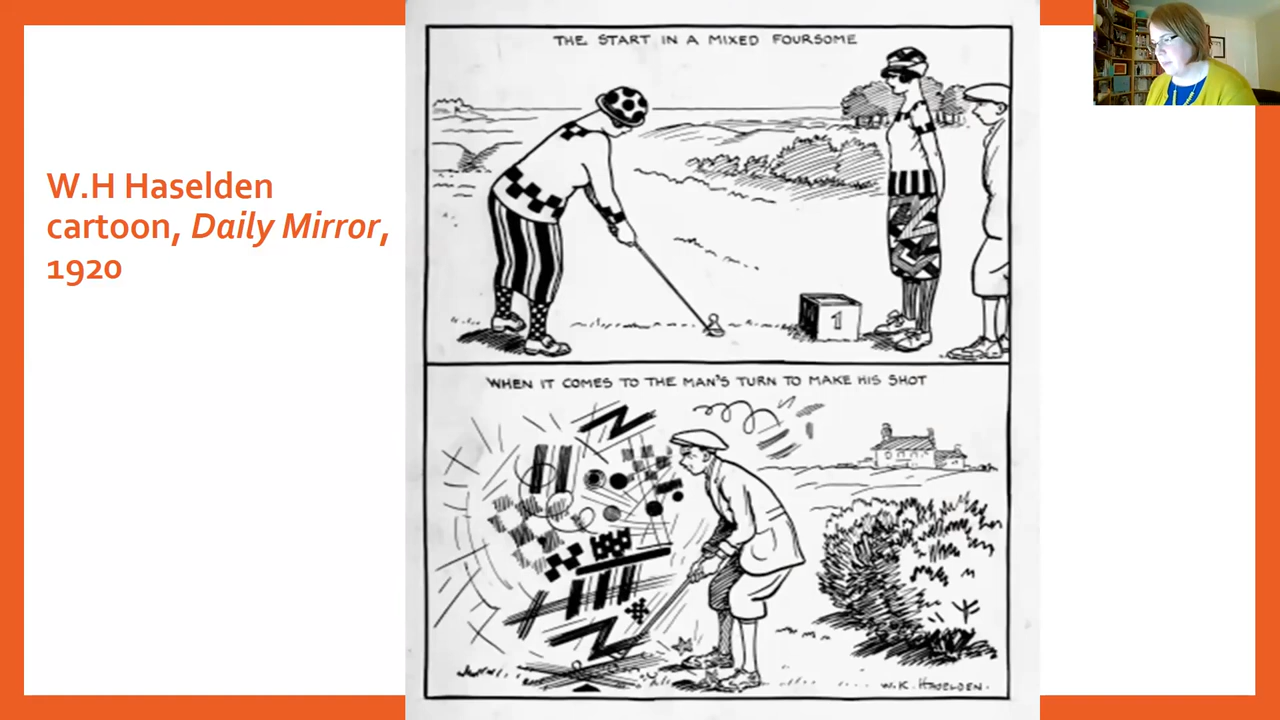 W.H Haselden
cartoon, Daily Mirror,
1920
THE START IN A MIXED FOURSOME
1
WHEN IT COMES TO THE MAN'S TURN TO MAKE HIS SHOT
W.K. HASELDEN.